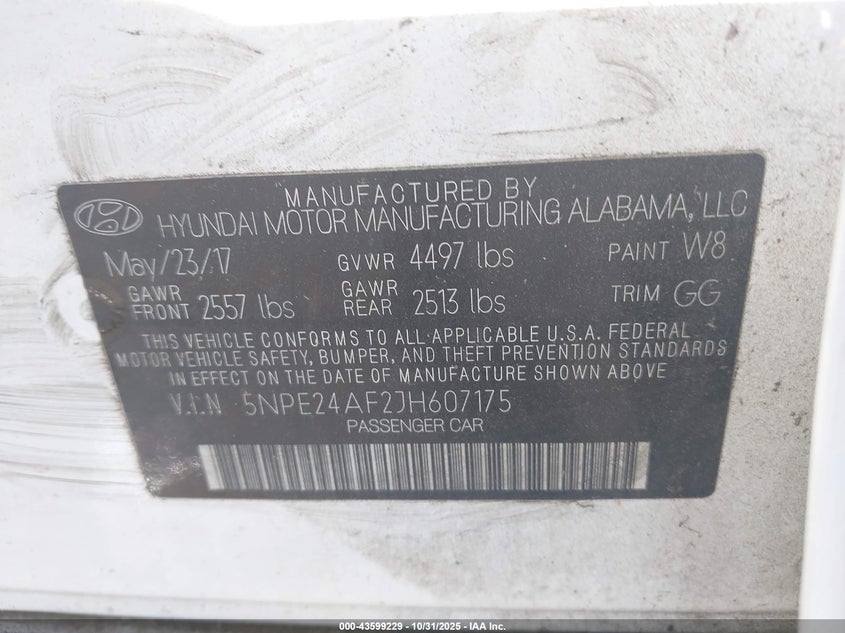 MANUFACTURED BY
HYUNDAI MOTOR MANUFACTURING ALABAMA, LLC
May/23/17 GVWR 4497 lbs PAINT W8
GAWR FRONT 2557 lbs GAWR REAR 2513 lbs TRIM GG
THIS VEHICLE CONFORMS TO ALL APPLICABLE U.S.A. FEDERAL
MOTOR VEHICLE SAFETY, BUMPER, AND THEFT PREVENTION STANDARDS
IN EFFECT ON THE DATE OF MANUFACTURE SHOWN ABOVE
V.I.N 5NPE24AF2JH607175
PASSENGER CAR
000-43599229 - 10/31/2025 - IAA Inc.